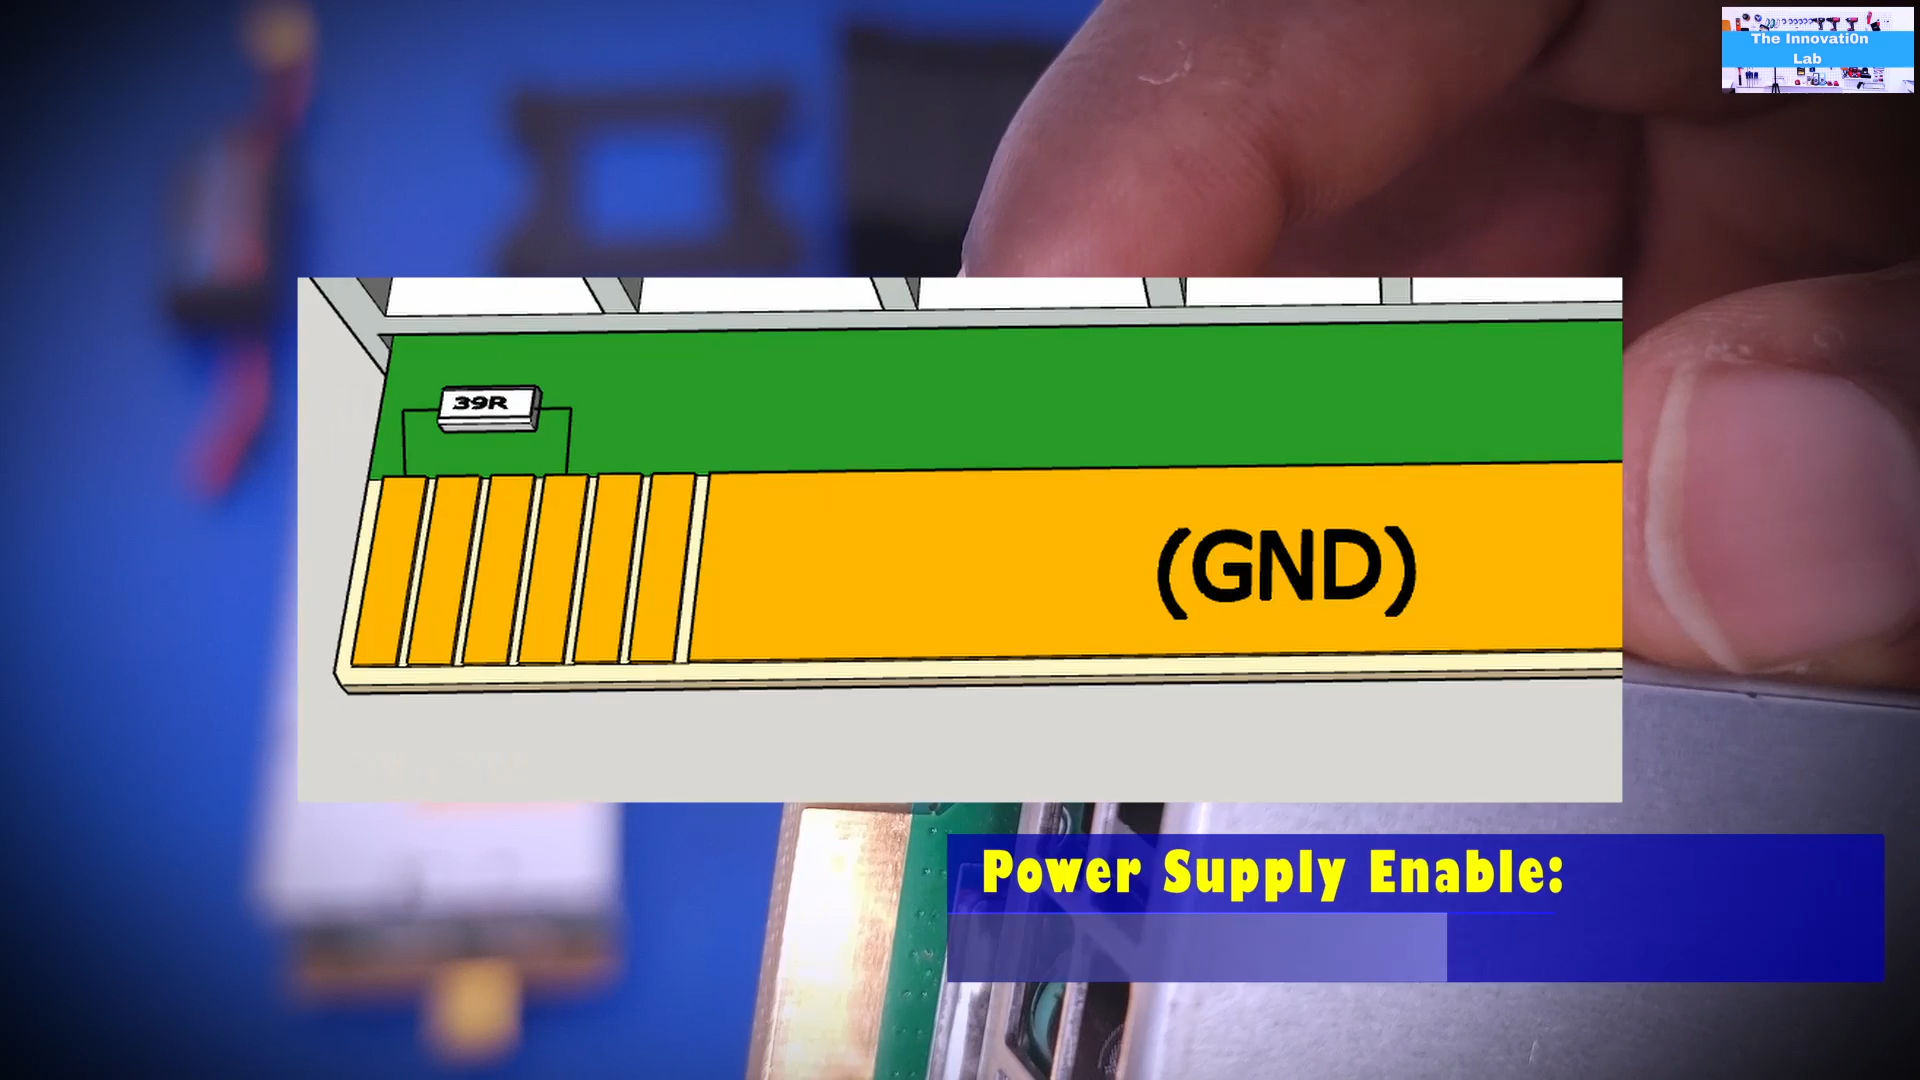 The Innovati0n
Lab
39R
(GND)
Power Supply Enable: